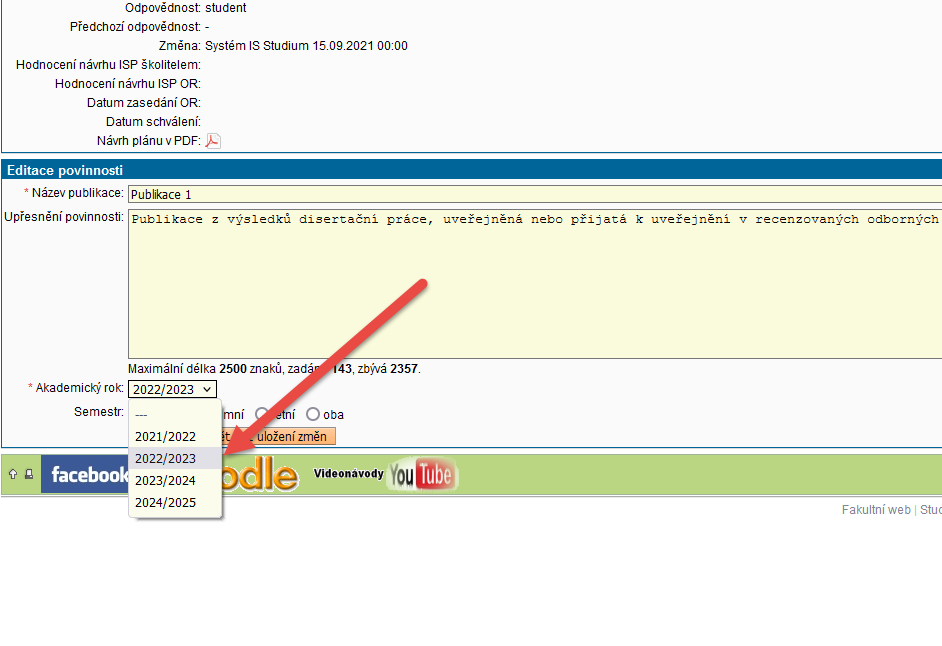 Odpovědnost: student
Předchozí odpovědnost: -
Změna: Systém IS Studium 15.09.2021 00:00
Hodnocení návrhu ISP školitelem:
Hodnocení návrhu ISP OR:
Datum zasedání OR:
Datum schválení:
Návrh plánu v PDF:
Editace povinnosti
* Název publikace: Publikace 1
Upřesnění povinnosti: Publikace z výsledků disertační práce, uveřejněná nebo přijatá k uveřejnění v recenzovaných odborných
Maximální délka 2500 znaků, zadáno 143, zbývá 2357.
* Akademický rok: 2022/2023
Semestr: oba
---
2021/2022
uložení změn
2022/2023
2023/2024
2024/2025
facebook
Videonávody YouTube
Fakultní web |